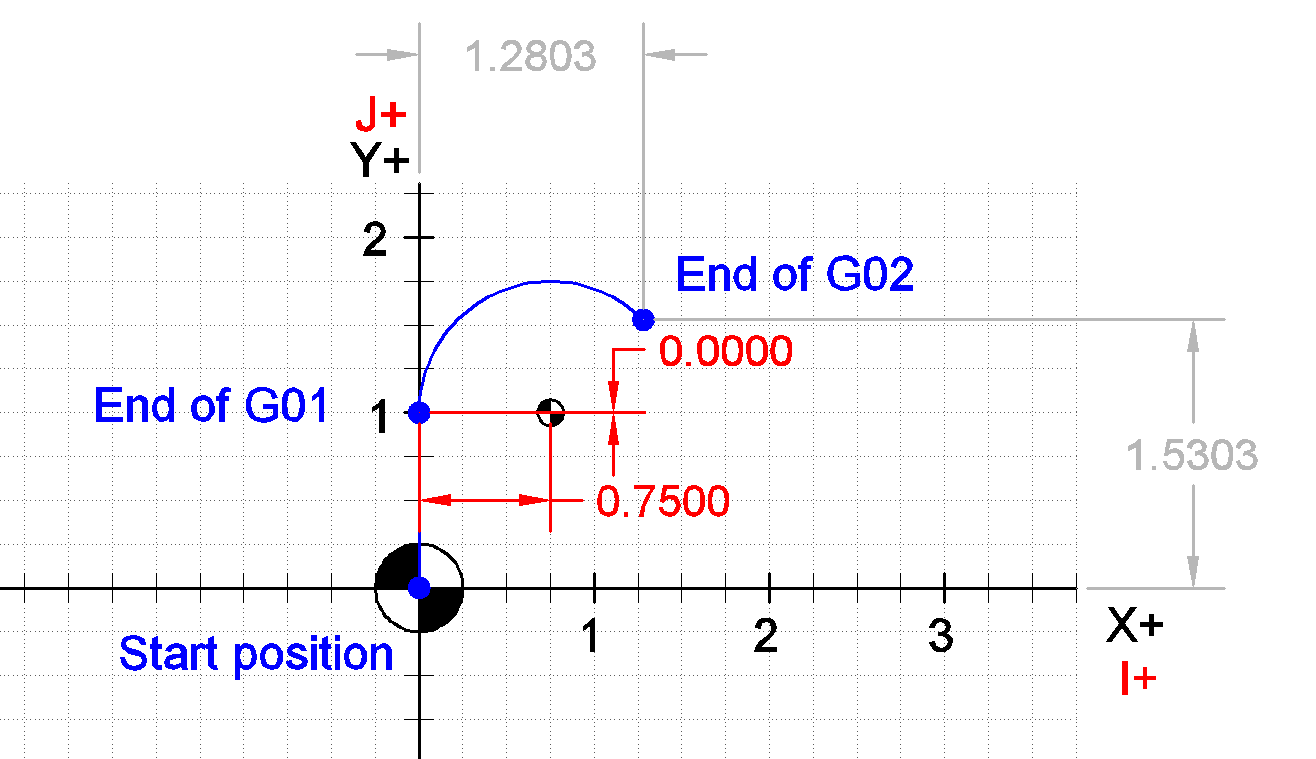 1.2803
J+
Y+
2
End of G02
0.0000
End of G01
1
1.5303
0.7500
1
2
3
X+
Start position
I+